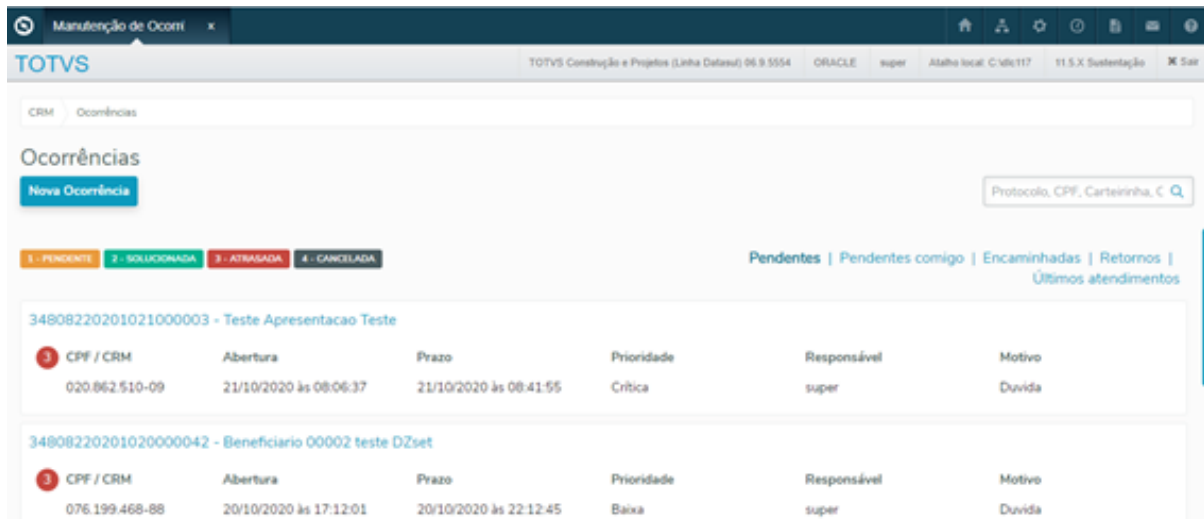 Manutenção de Ocorrí x
TOTVS
TOTVS Construção e Projetos (Linha Datasul) 06.9.5554 ORACLE super Atalho local: C:\dlc117 11.5.X Sustentação Sair
CRM Ocorrências
Ocorrências
Nova Ocorrência
Protocolo, CPF, Carteirinha, C
1 - PENDENTE 2 - SOLUCIONADA 3 - ATRASADA 4 - CANCELADA
Pendentes | Pendentes comigo | Encaminhadas | Retornos |
Últimos atendimentos
34808220201021000003 - Teste Apresentacao Teste
3 CPF / CRM Abertura Prazo Prioridade Responsável Motivo
020.862.510-09 21/10/2020 às 08:06:37 21/10/2020 às 08:41:55 Crítica super Duvida
34808220201020000042 - Beneficiario 00002 teste DZset
3 CPF / CRM Abertura Prazo Prioridade Responsável Motivo
076.199.468-88 20/10/2020 às 17:12:01 20/10/2020 às 22:12:45 Baixa super Duvida